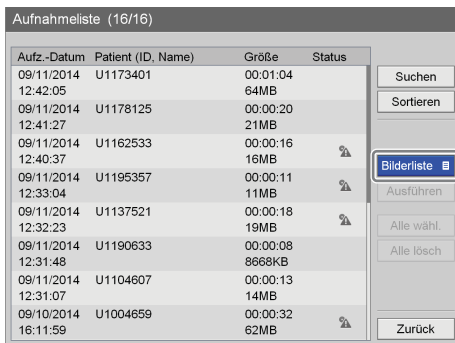 Aufnahmeliste (16/16)
Aufz.-Datum Patient (ID, Name) Größe Status
09/11/2014 U1173401 00:01:04
12:42:05 64MB
09/11/2014 U1178125 00:00:20
12:41:27 21MB
09/11/2014 U1162533 00:00:16
12:40:37 16MB
09/11/2014 U1195357 00:00:11
12:33:04 11MB
09/11/2014 U1137521 00:00:18
12:32:23 19MB
09/11/2014 U1190633 00:00:08
12:31:48 8668KB
09/11/2014 U1104607 00:00:13
12:31:07 14MB
09/10/2014 U1004659 00:00:32
16:11:59 62MB
Suchen
Sortieren
Bilderliste
Ausführen
Alle wähl.
Alle lösch
Zurück